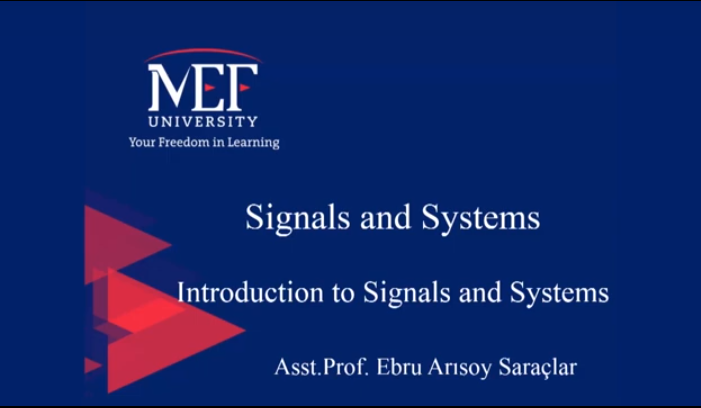 MEF
UNIVERSITY
Your Freedom in Learning
Signals and Systems
Introduction to Signals and Systems
Asst.Prof. Ebru Arısoy Saraçlar